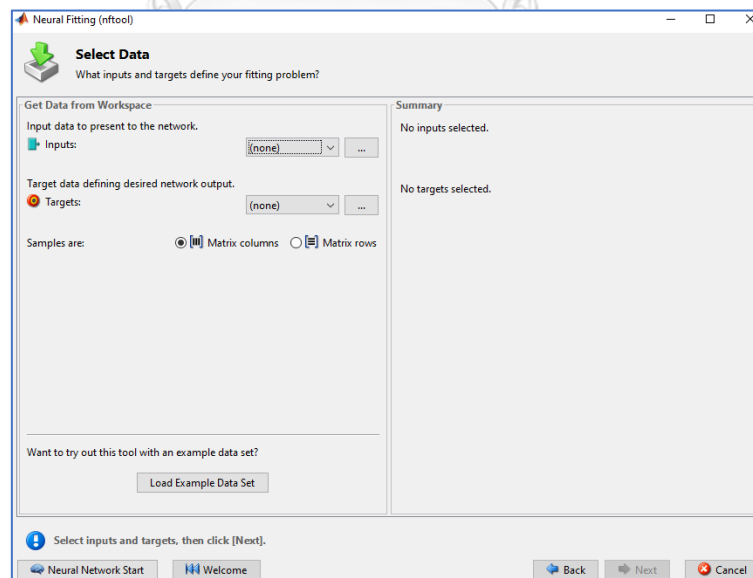 Neural Fitting (nftool)
Select Data
What inputs and targets define your fitting problem?
Get Data from Workspace
Input data to present to the network.
Inputs:
(none)
...
Target data defining desired network output.
Targets:
(none)
...
Samples are:
Matrix columns
Matrix rows
Want to try out this tool with an example data set?
Load Example Data Set
Summary
No inputs selected.
No targets selected.
Select inputs and targets, then click [Next].
Neural Network Start
Welcome
Back
Next
Cancel